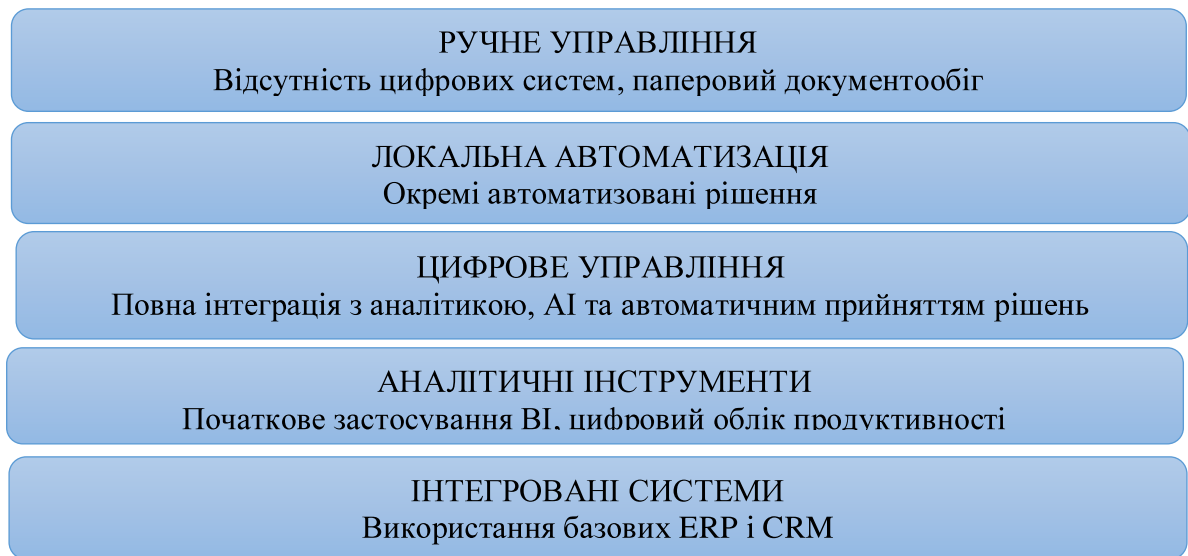 РУЧНЕ УПРАВЛІННЯ
Відсутність цифрових систем, паперовий документообіг
ЛОКАЛЬНА АВТОМАТИЗАЦІЯ
Окремі автоматизовані рішення
ЦИФРОВЕ УПРАВЛІННЯ
Повна інтеграція з аналітикою, AI та автоматичним прийняттям рішень
АНАЛІТИЧНІ ІНСТРУМЕНТИ
Початкове застосування BI, цифровий облік продуктивності
ІНТЕГРОВАНІ СИСТЕМИ
Використання базових ERP і CRM